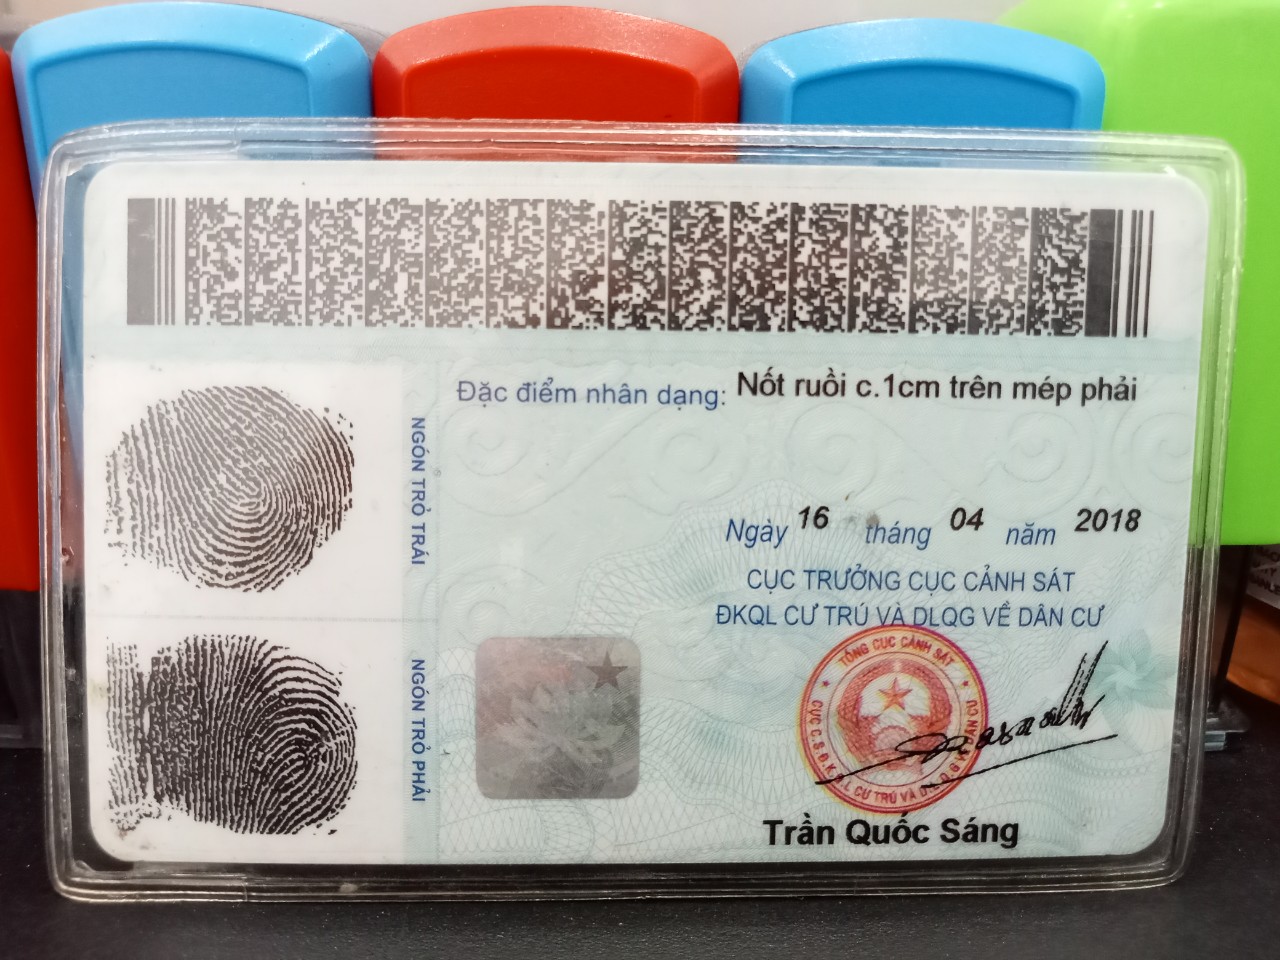 Đặc điểm nhân dạng: Nốt ruồi c.1cm trên mép phải
NGÓN TRỎ TRÁI
Ngày 16 tháng 04 năm 2018
CỤC TRƯỞNG CỤC CẢNH SÁT
ĐKQL CƯ TRÚ VÀ DLQG VỀ DÂN CƯ
NGÓN TRỎ PHẢI
TỔNG CỤC CẢNH SÁT
CỤC C.S.Đ.K.Q.L CƯ TRÚ VÀ D.L.Q.G VỀ DÂN CƯ
Trần Quốc Sáng